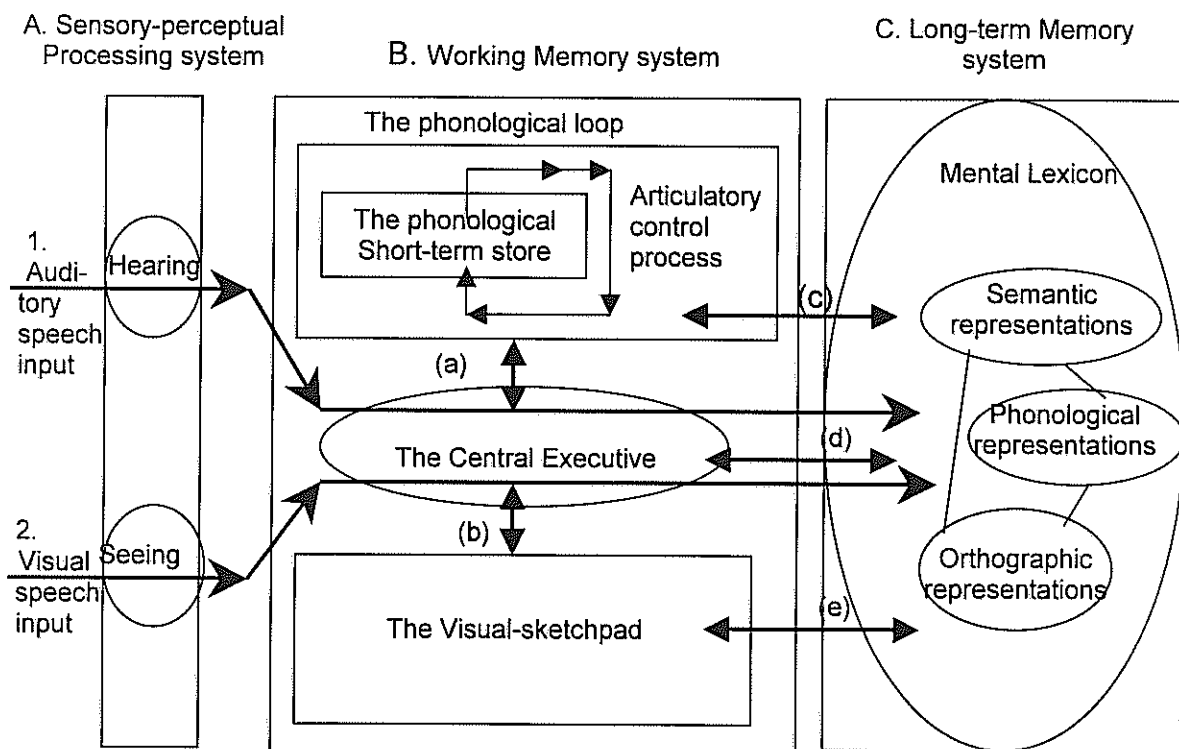 A. Sensory-perceptual
Processing system
B. Working Memory system
C. Long-term Memory
system
The phonological loop
The phonological
Short-term store
Articulatory
control
process
Mental Lexicon
1.
Audi-
tory
speech
input
Hearing
(a)
(c)
Semantic
representations
Phonological
representations
(d)
The Central Executive
(b)
2.
Visual
speech
input
Seeing
Orthographic
representations
(e)
The Visual-sketchpad